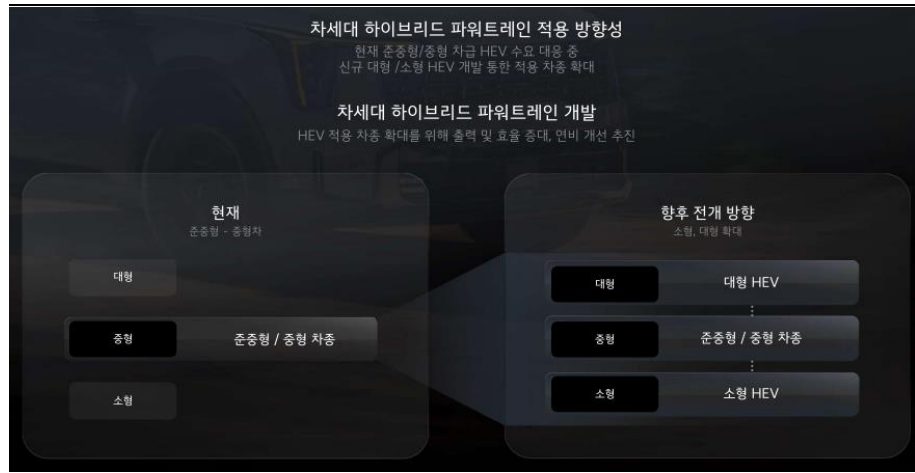 차세대 하이브리드 파워트레인 적용 방향성
현재 준중형/중형 차급 HEV 수요 대응 중
신규 대형 /소형 HEV 개발 통한 적용 차종 확대
차세대 하이브리드 파워트레인 개발
HEV 적용 차종 확대를 위해 출력 및 효율 증대, 연비 개선 추진
현재
준중형 - 중형차
대형
중형
준중형 / 중형 차종
소형
향후 전개 방향
소형, 대형 확대
대형
대형 HEV
중형
준중형 / 중형 차종
소형
소형 HEV